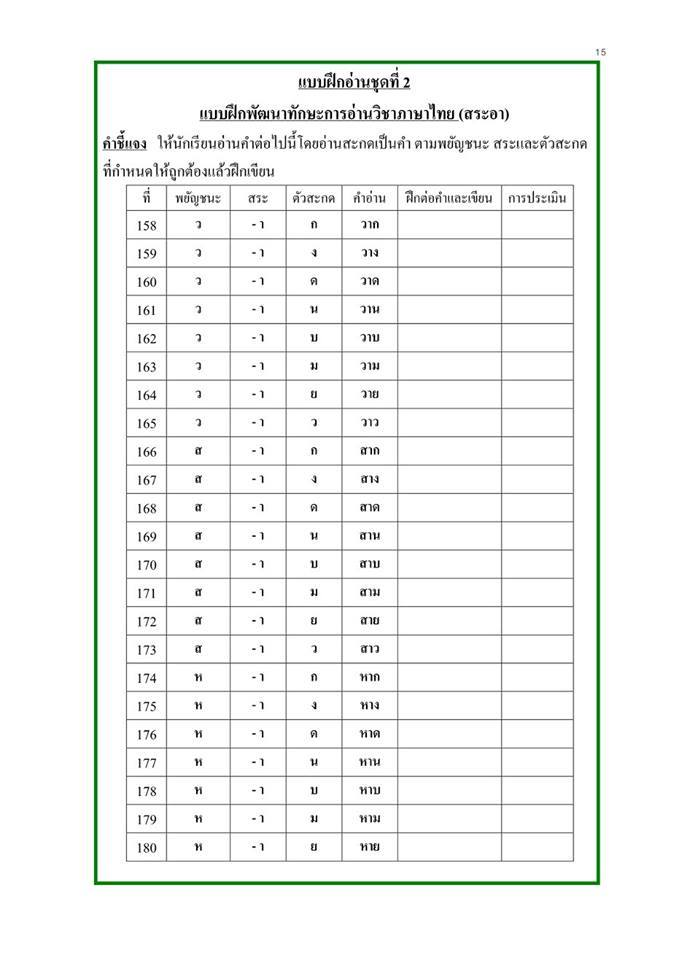 15
แบบฝึกอ่านชุดที่ 2
แบบฝึกพัฒนาทักษะการอ่านวิชาภาษาไทย (สระอา)
คำชี้แจง ให้นักเรียนอ่านคำต่อไปนี้โดยอ่านสะกดเป็นคำ ตามพยัญชนะ สระและตัวสะกด
ที่กำหนดให้ถูกต้องแล้วฝึกเขียน
ที่ พยัญชนะ สระ ตัวสะกด คำอ่าน ฝึกต่อคำและเขียน การประเมิน
158 ว - า ก วาก
159 ว - า ง วาง
160 ว - า ด วาด
161 ว - า น วาน
162 ว - า บ วาบ
163 ว - า ม วาม
164 ว - า ย วาย
165 ว - า ว วาว
166 ส - า ก สาก
167 ส - า ง สาง
168 ส - า ด สาด
169 ส - า น สาน
170 ส - า บ สาบ
171 ส - า ม สาม
172 ส - า ย สาย
173 ส - า ว สาว
174 ห - า ก หาก
175 ห - า ง หาง
176 ห - า ด หาด
177 ห - า น หาน
178 ห - า บ หาบ
179 ห - า ม หาม
180 ห - า ย หาย